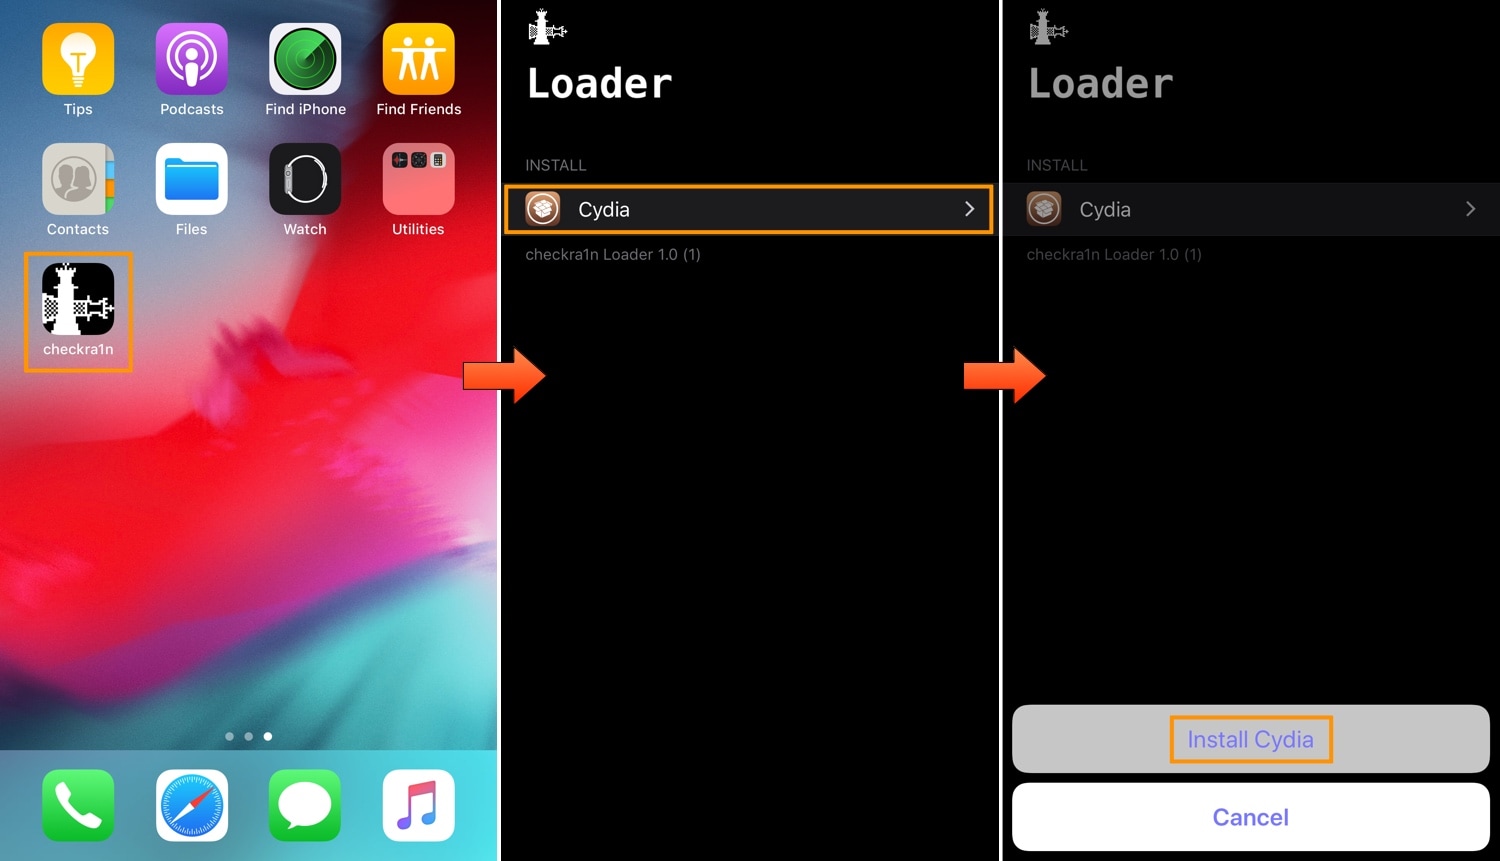 Tips
Podcasts
Find iPhone
Find Friends
Contacts
Files
Watch
Utilities
checkra1n
Loader
INSTALL
Cydia
checkra1n Loader 1.0 (1)
Loader
INSTALL
Cydia
checkra1n Loader 1.0 (1)
Install Cydia
Cancel